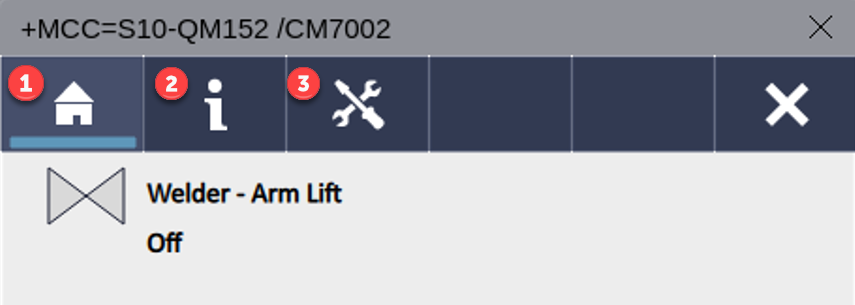 +MCC=S10-QM152 /CM7002
1 2 3
Welder - Arm Lift
Off